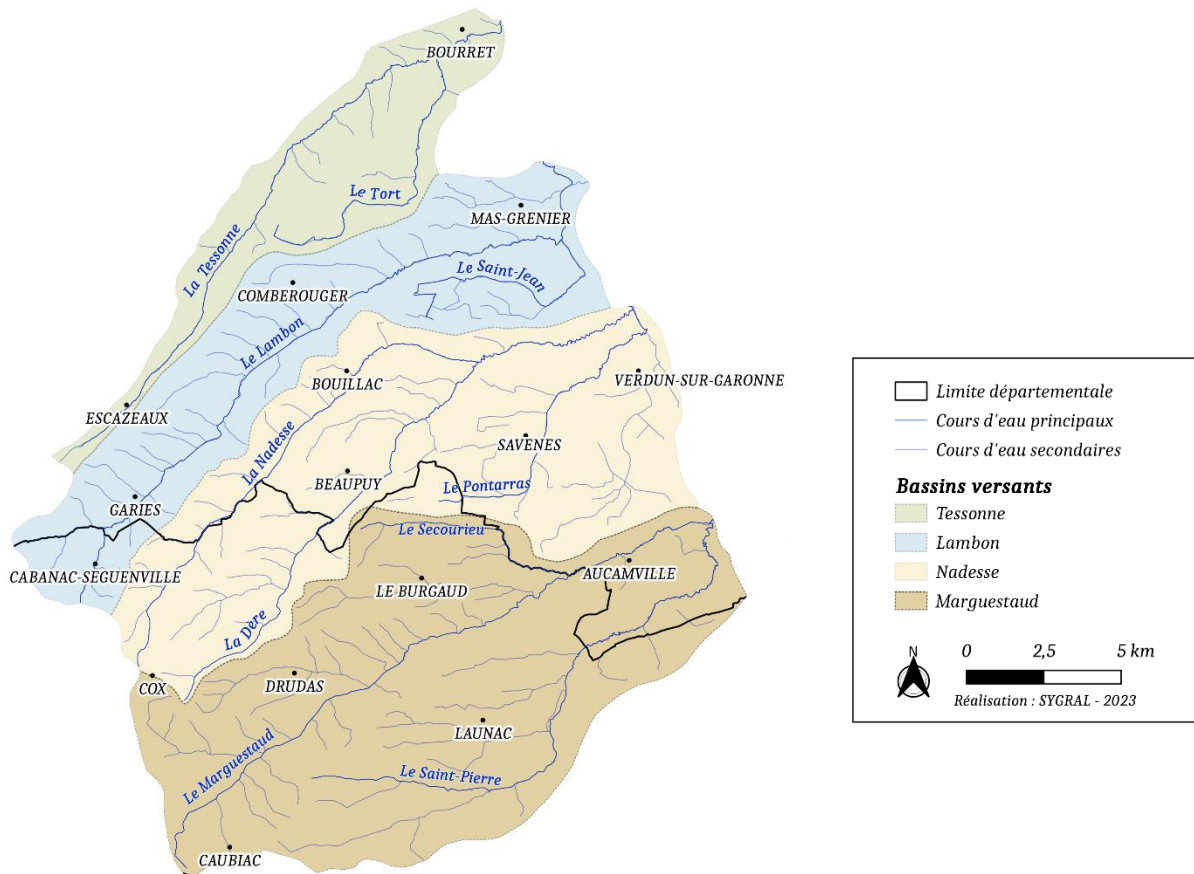 BOURRET
Le Tort
MAS-GRENIER
La Tessonne
Le Saint-Jean
COMBEROUGER
Le Lambon
BOUILLAC
VERDUN-SUR-GARONNE
ESCAZEAUX
La Nadesse
SAVENES
BEAUPUY
Le Pontarras
GARIES
Le Secourieu
CABANAC-SEGUENVILLE
AUCAMVILLE
LE BURGAUD
La Dère
COX
DRUDAS
LAUNAC
Le Marguestaud
Le Saint-Pierre
CAUBIAC
Limite départementale
Cours d'eau principaux
Cours d'eau secondaires
Bassins versants
Tessonne
Lambon
Nadesse
Marguestaud
N
0 2,5 5 km
Réalisation : SYGRAL - 2023